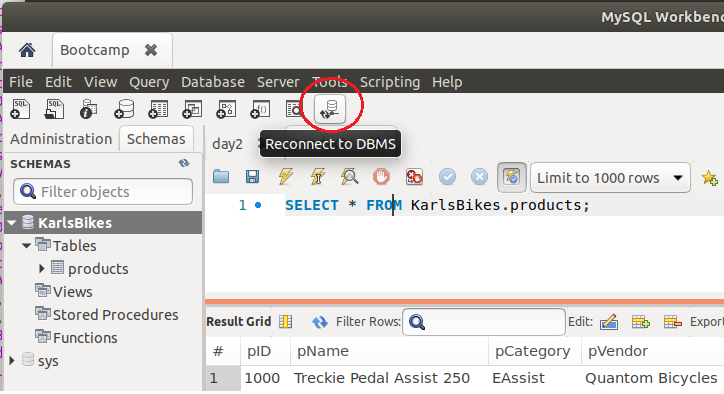 MySQL Workbenc
Bootcamp
File Edit View Query Database Server Tools Scripting Help
Administration Schemas
day2
Reconnect to DBMS
SCHEMAS
Filter objects
Limit to 1000 rows
KarlsBikes
Tables
products
Views
Stored Procedures
Functions
sys
1 SELECT * FROM KarlsBikes.products;
Result Grid Filter Rows: Edit: Export
# pID pName pCategory pVendor
1 1000 Treckie Pedal Assist 250 EAssist Quantum Bicycles